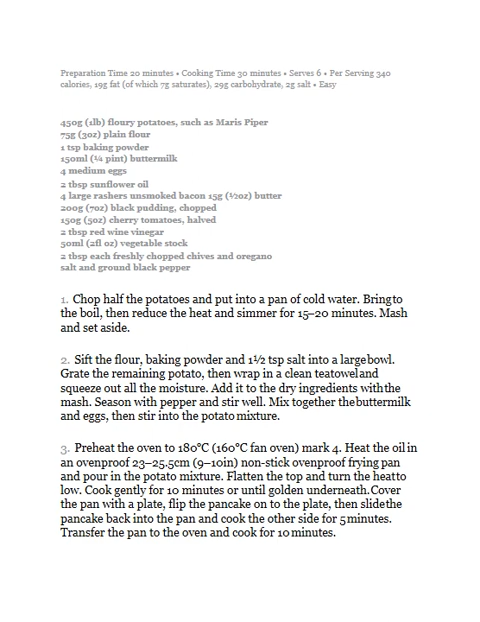 Preparation Time 20 minutes • Cooking Time 30 minutes • Serves 6 • Per Serving 340
calories, 19g fat (of which 7g saturates), 29g carbohydrate, 2g salt • Easy
450g (1lb) floury potatoes, such as Maris Piper
75g (3oz) plain flour
1 tsp baking powder
150ml (¼ pint) buttermilk
4 medium eggs
2 tbsp sunflower oil
4 large rashers unsmoked bacon 15g (½oz) butter
200g (7oz) black pudding, chopped
150g (5oz) cherry tomatoes, halved
2 tbsp red wine vinegar
50ml (2fl oz) vegetable stock
2 tbsp each freshly chopped chives and oregano
salt and ground black pepper
1. Chop half the potatoes and put into a pan of cold water. Bringto
the boil, then reduce the heat and simmer for 15–20 minutes. Mash
and set aside.
2. Sift the flour, baking powder and 1½ tsp salt into a largebowl.
Grate the remaining potato, then wrap in a clean teatoweland
squeeze out all the moisture. Add it to the dry ingredients withthe
mash. Season with pepper and stir well. Mix together thebuttermilk
and eggs, then stir into the potatomixture.
3. Preheat the oven to 180°C (160°C fan oven) mark 4. Heat the oilin
an ovenproof 23–25.5cm (9–10in) non-stick ovenproof frying pan
and pour in the potato mixture. Flatten the top and turn the heatto
low. Cook gently for 10 minutes or until golden underneath.Cover
the pan with a plate, flip the pancake on to the plate, then slidethe
pancake back into the pan and cook the other side for 5minutes.
Transfer the pan to the oven and cook for 10minutes.